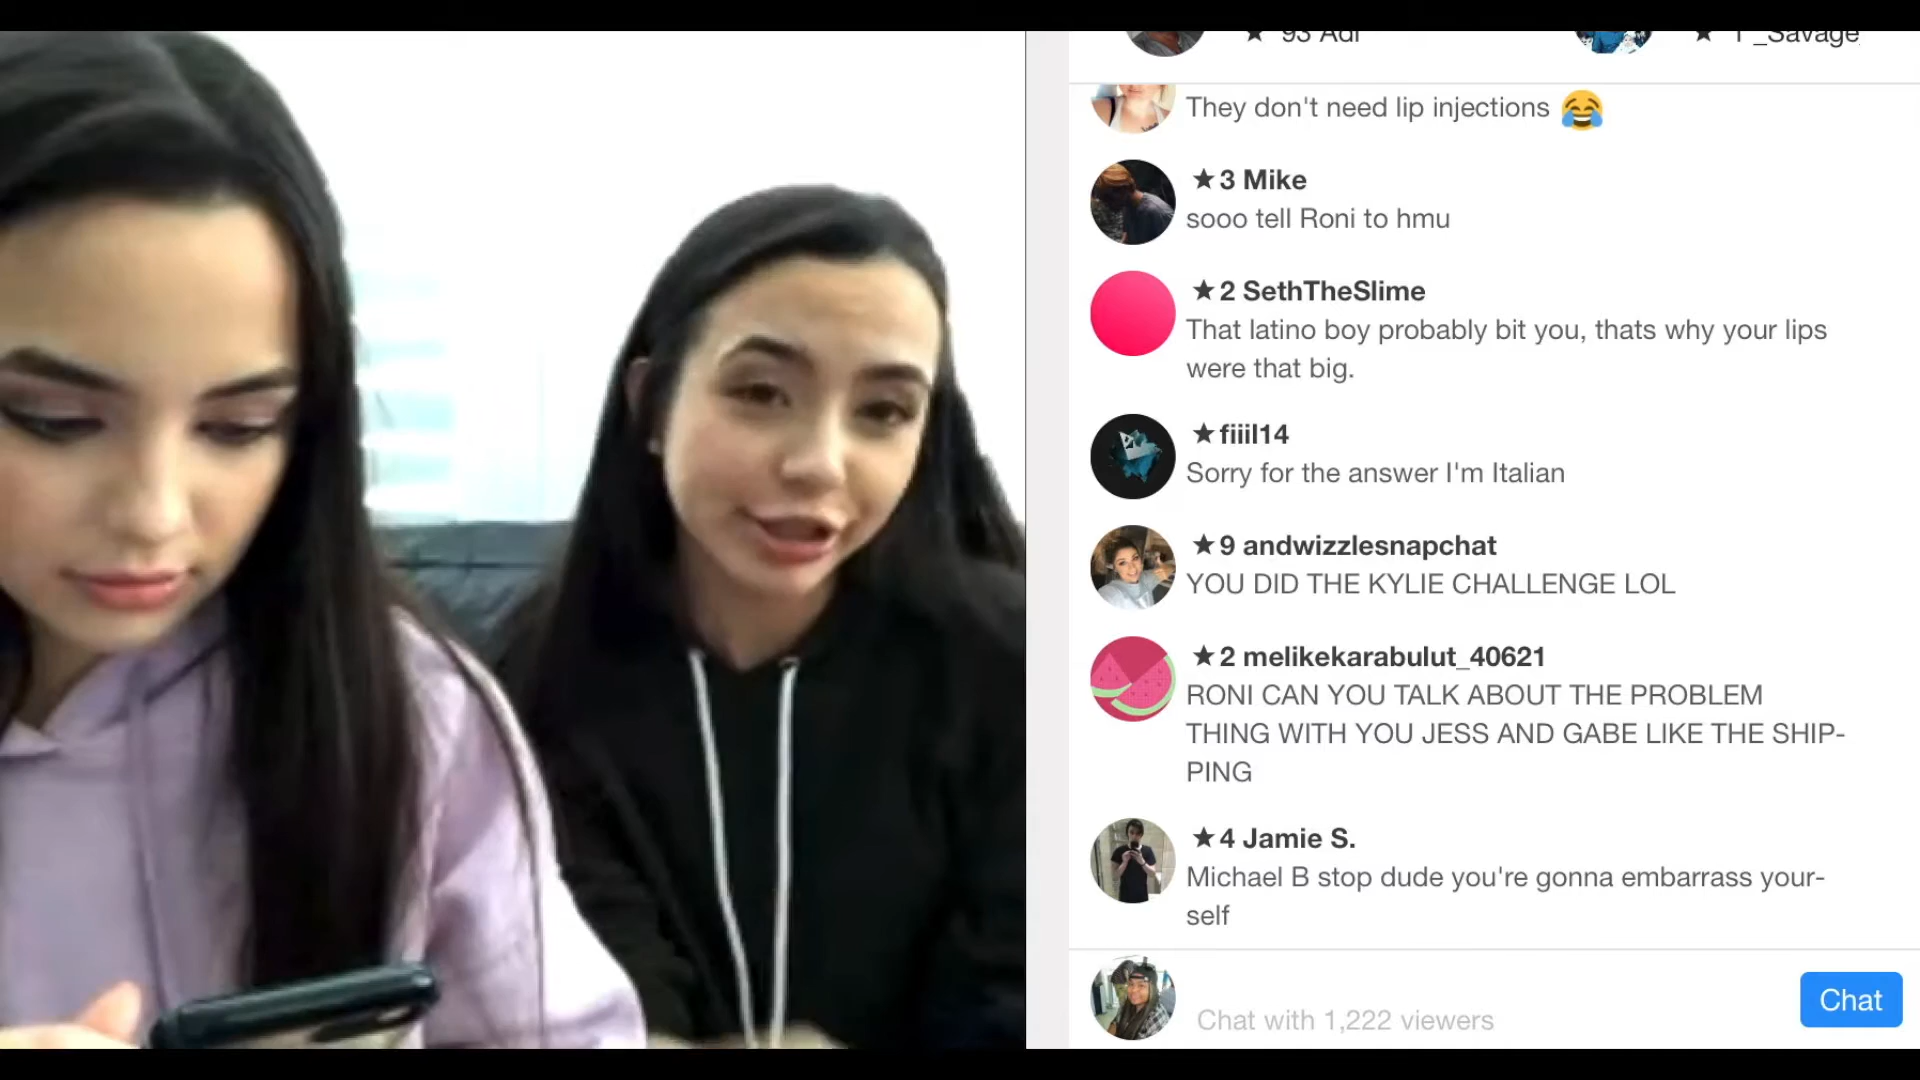 ★ 93 Adi
★ 1 _Savage
They don't need lip injections 😂
★3 Mike
sooo tell Roni to hmu
★2 SethTheSlime
That latino boy probably bit you, thats why your lips
were that big.
★fiiil14
Sorry for the answer I'm Italian
★9 andwizzlesnapchat
YOU DID THE KYLIE CHALLENGE LOL
★2 melikekarabulut_40621
RONI CAN YOU TALK ABOUT THE PROBLEM
THING WITH YOU JESS AND GABE LIKE THE SHIP-
PING
★4 Jamie S.
Michael B stop dude you're gonna embarrass your-
self
Chat with 1,222 viewers
Chat